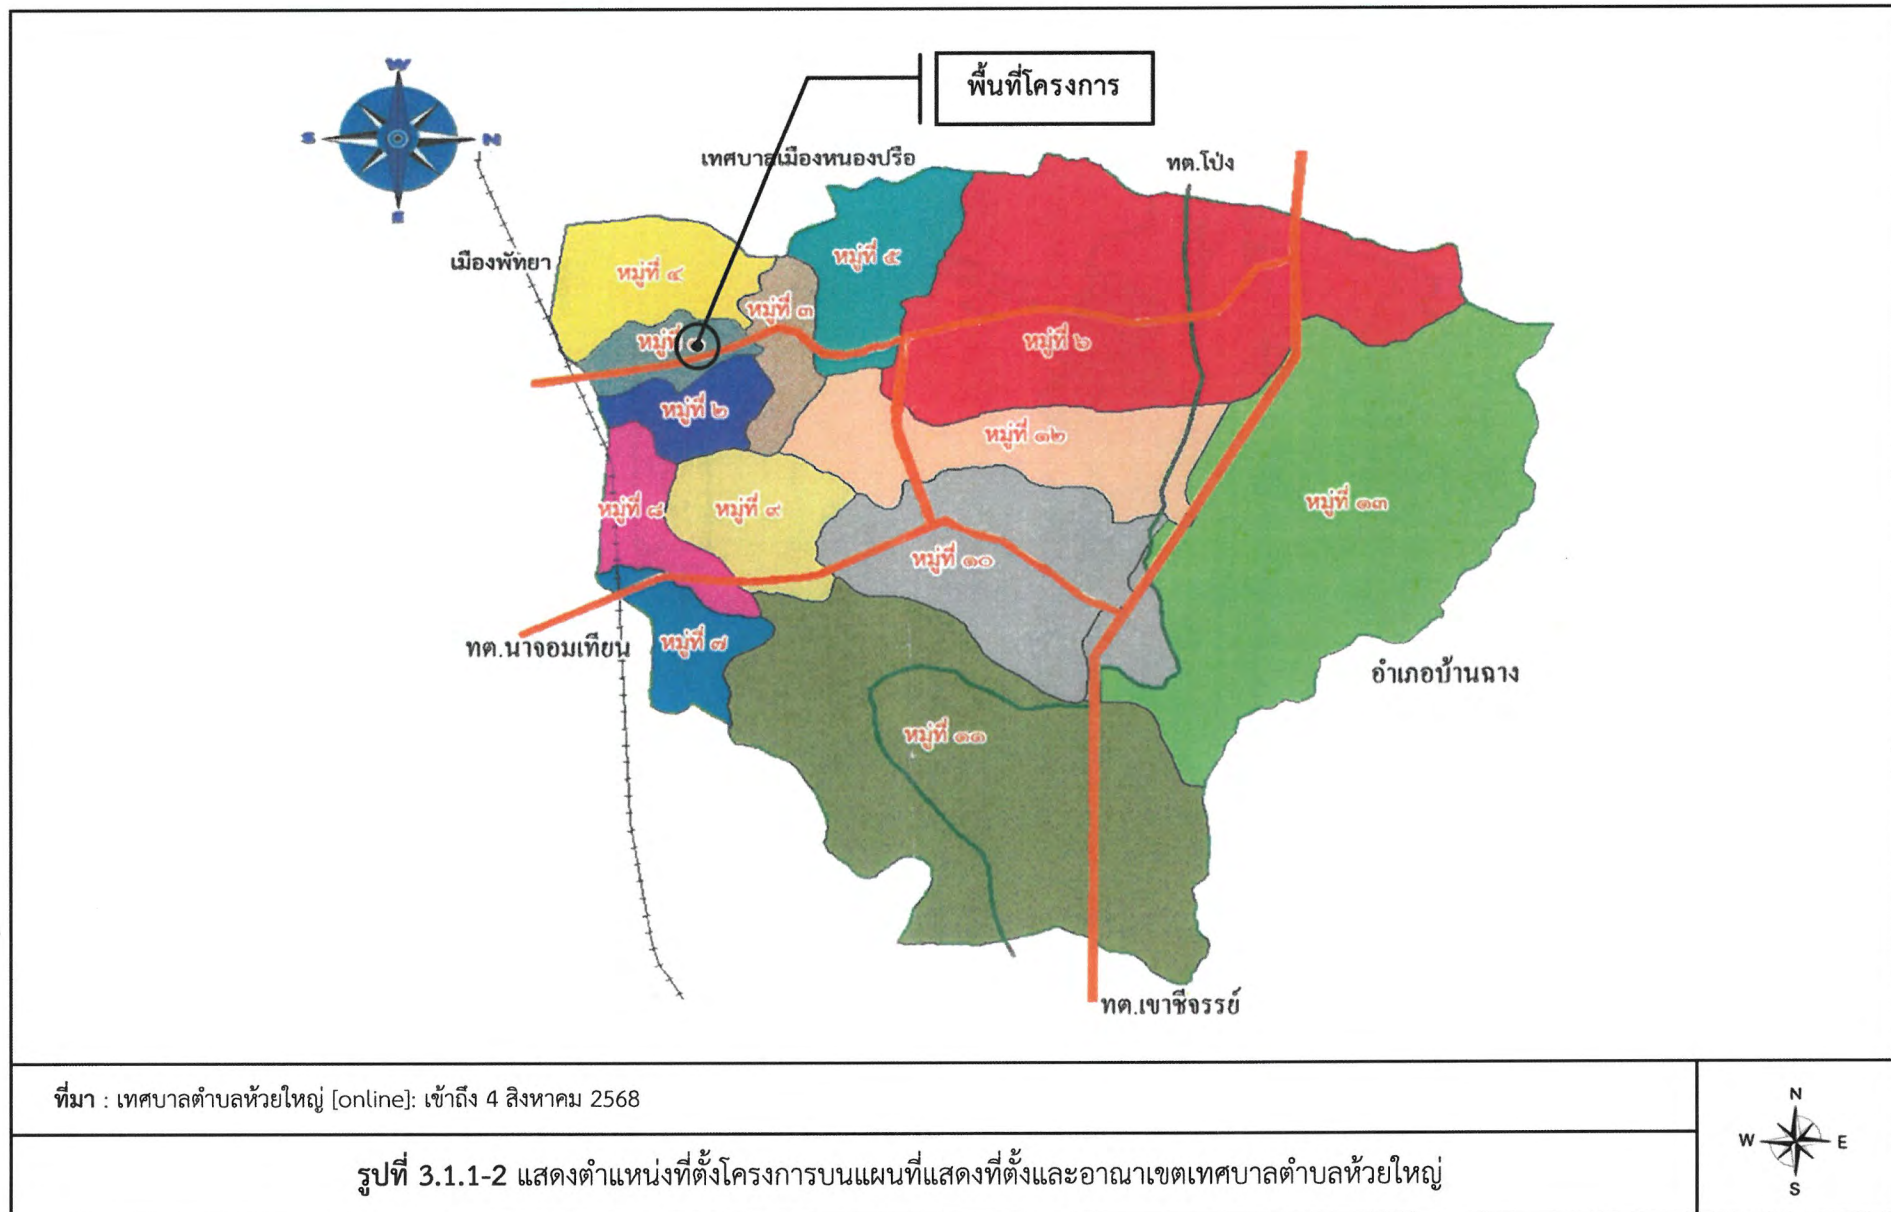 W
S
N
E
พื้นที่โครงการ
เทศบาลเมืองหนองปรือ
ทต.โป่ง
เมืองพัทยา
หมู่ที่ ๔
หมู่ที่ ๕
หมู่ที่ ๓
หมู่ที่
หมู่ที่ ๖
หมู่ที่ ๒
หมู่ที่ ๑๒
หมู่ที่ ๘
หมู่ที่ ๙
หมู่ที่ ๑๓
หมู่ที่ ๑๐
ทต.นาจอมเทียน
หมู่ที่ ๗
อำเภอบ้านฉาง
หมู่ที่ ๑๑
ทต.เขาชีจรรย์
ที่มา : เทศบาลตำบลห้วยใหญ่ [online]: เข้าถึง 4 สิงหาคม 2568
N
W
E
S
รูปที่ 3.1.1-2 แสดงตำแหน่งที่ตั้งโครงการบนแผนที่แสดงที่ตั้งและอาณาเขตเทศบาลตำบลห้วยใหญ่